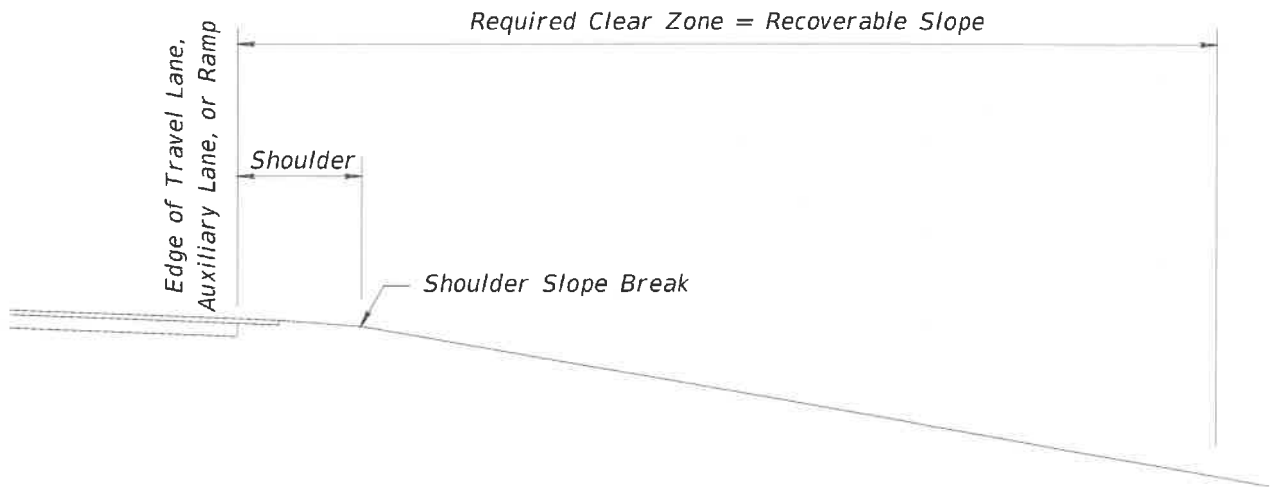 Required Clear Zone = Recoverable Slope
Edge of Travel Lane,
Auxiliary Lane, or Ramp
Shoulder
Shoulder Slope Break